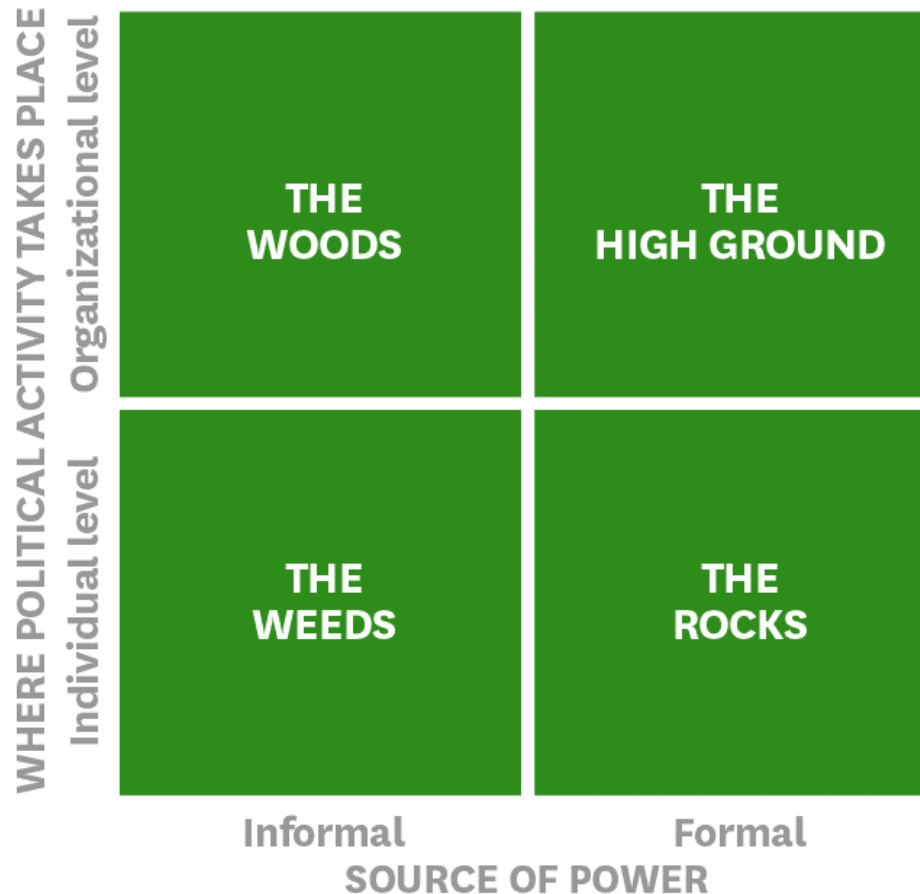 WHERE POLITICAL ACTIVITY TAKES PLACE
Organizational level
Individual level
THE
WOODS
THE
HIGH GROUND
THE
WEEDS
THE
ROCKS
Informal
Formal
SOURCE OF POWER